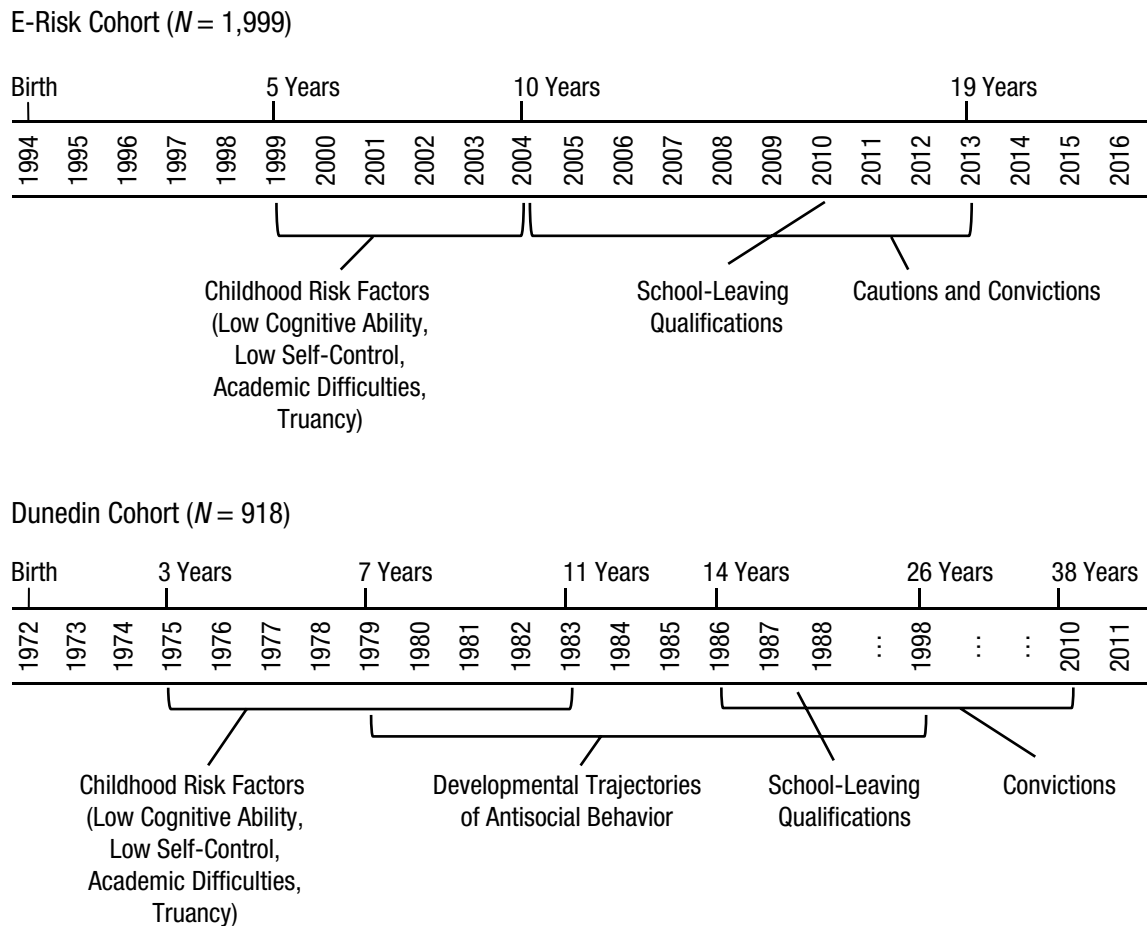 E-Risk Cohort (N = 1,999)
Birth 5 Years 10 Years 19 Years
1994 1995 1996 1997 1998 1999 2000 2001 2002 2003 2004 2005 2006 2007 2008 2009 2010 2011 2012 2013 2014 2015 2016
Childhood Risk Factors
(Low Cognitive Ability,
Low Self-Control,
Academic Difficulties,
Truancy)
School-Leaving
Qualifications
Cautions and Convictions
Dunedin Cohort (N = 918)
Birth 3 Years 7 Years 11 Years 14 Years 26 Years 38 Years
1972 1973 1974 1975 1976 1977 1978 1979 1980 1981 1982 1983 1984 1985 1986 1987 1988 ... 1998 ... ... 2010 2011
Childhood Risk Factors
(Low Cognitive Ability,
Low Self-Control,
Academic Difficulties,
Truancy)
Developmental Trajectories
of Antisocial Behavior
School-Leaving
Qualifications
Convictions